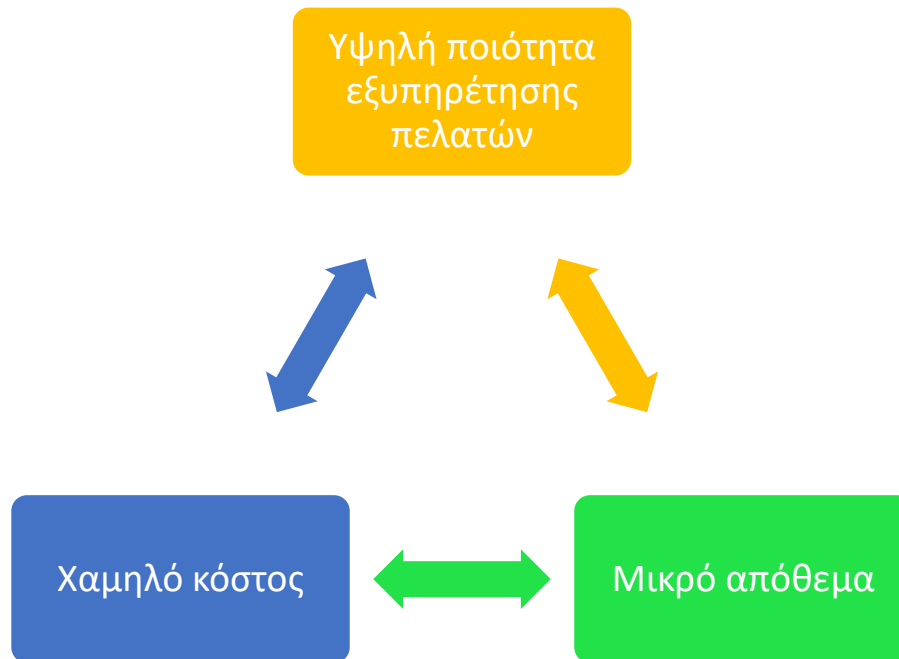 Υψηλή ποιότητα
εξυπηρέτησης
πελατών
Χαμηλό κόστος
Μικρό απόθεμα